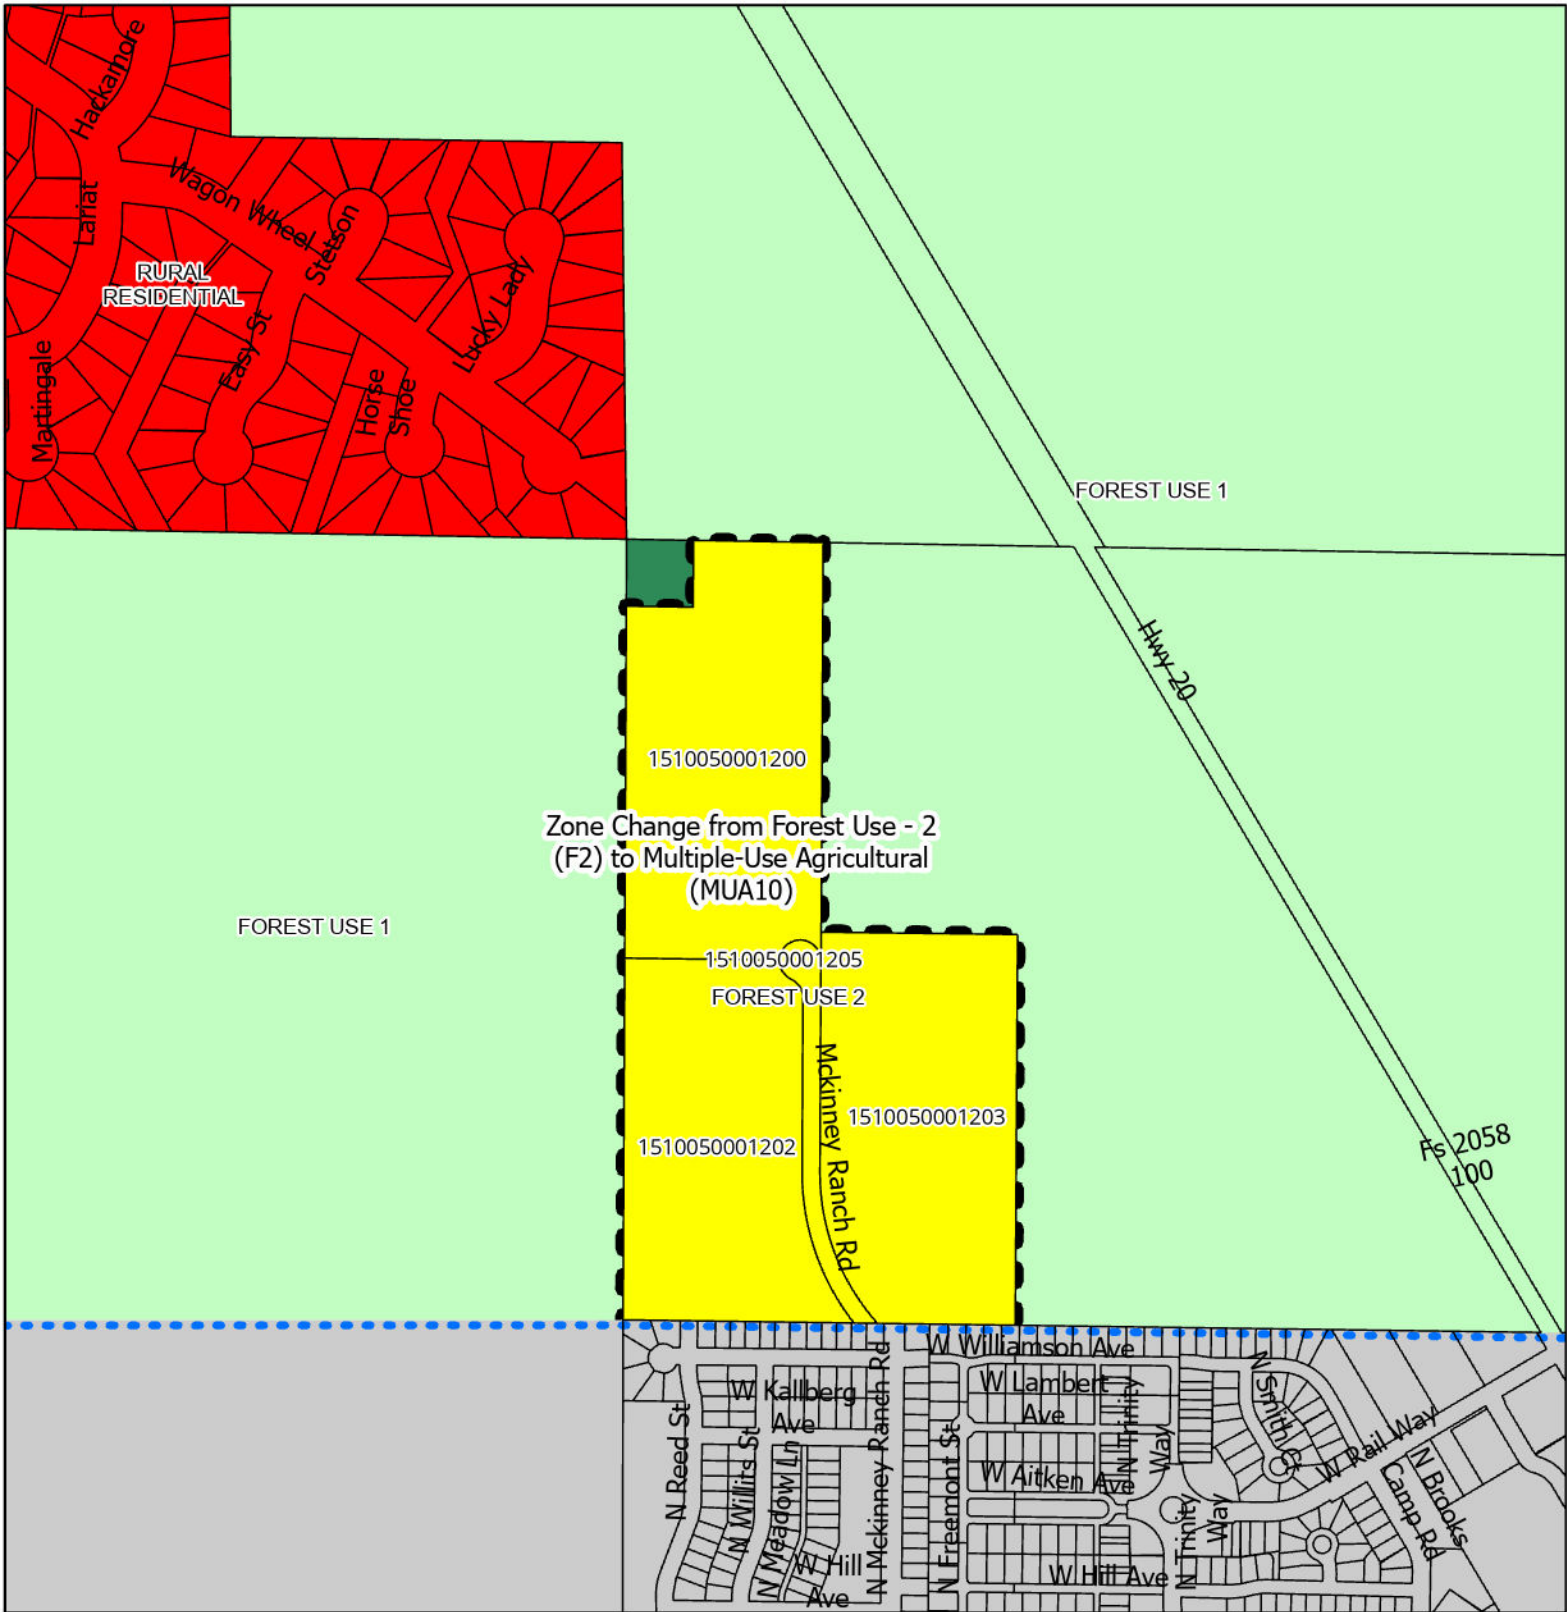 Hackamore
Wagon Wheel
Lariat
Stetson
RURAL
RESIDENTIAL
Lucky Lady
Easy St
Martingale
Horse
Shoe
FOREST USE 1
Hwy 20
1510050001200
Zone Change from Forest Use - 2
(F2) to Multiple-Use Agricultural
(MUA10)
FOREST USE 1
1510050001205
FOREST USE 2
Mckinney Ranch Rd
1510050001203
1510050001202
Fs 2058
100
W Williamson Ave
W Kallberg
Ave
W Lambert
Ave
N Reed St
N Willits St
N Meadow Ln
N Mckinney Ranch Rd
N Freemont St
N Trinity
Way
N Smith Ct
W Rail Way
W Aitken Ave
N Brooks
Camp Rd
N Trinity
Way
W Hill
Ave
W Hill Ave